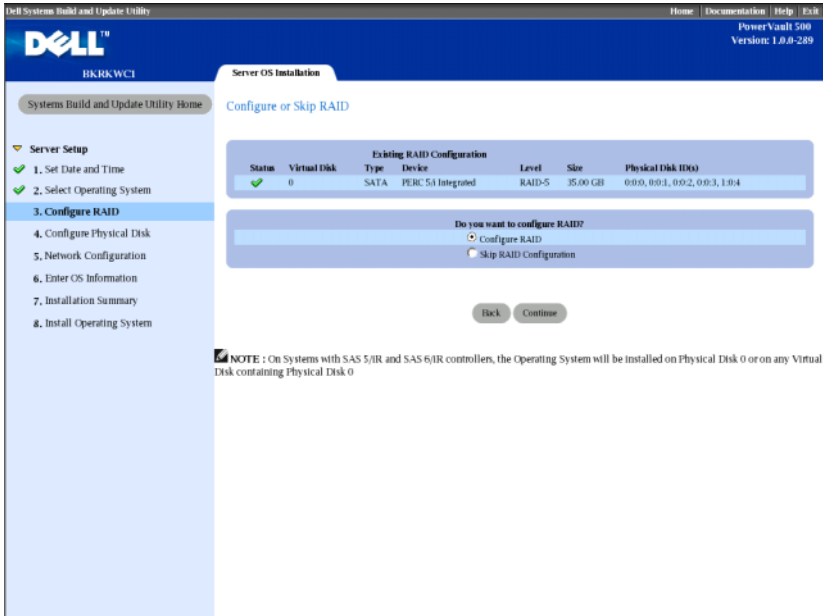 Dell Systems Build and Update Utility
Home Documentation Help Exit
DELL™
PowerVault 500
Version: 1.0.0-289
BKRKWC1
Server OS Installation
Systems Build and Update Utility Home
Configure or Skip RAID
Server Setup
1. Set Date and Time
2. Select Operating System
3. Configure RAID
4. Configure Physical Disk
5. Network Configuration
6. Enter OS Information
7. Installation Summary
8. Install Operating System
Existing RAID Configuration
Status Virtual Disk Type Device Level Size Physical Disk ID(s)
0 SATA PERC 5/i Integrated RAID-5 35.00 GB 0:0:0, 0:0:1, 0:0:2, 0:0:3, 1:0:4
Do you want to configure RAID?
Configure RAID
Skip RAID Configuration
Back Continue
NOTE : On Systems with SAS 5/iR and SAS 6/iR controllers, the Operating System will be installed on Physical Disk 0 or on any Virtual
Disk containing Physical Disk 0